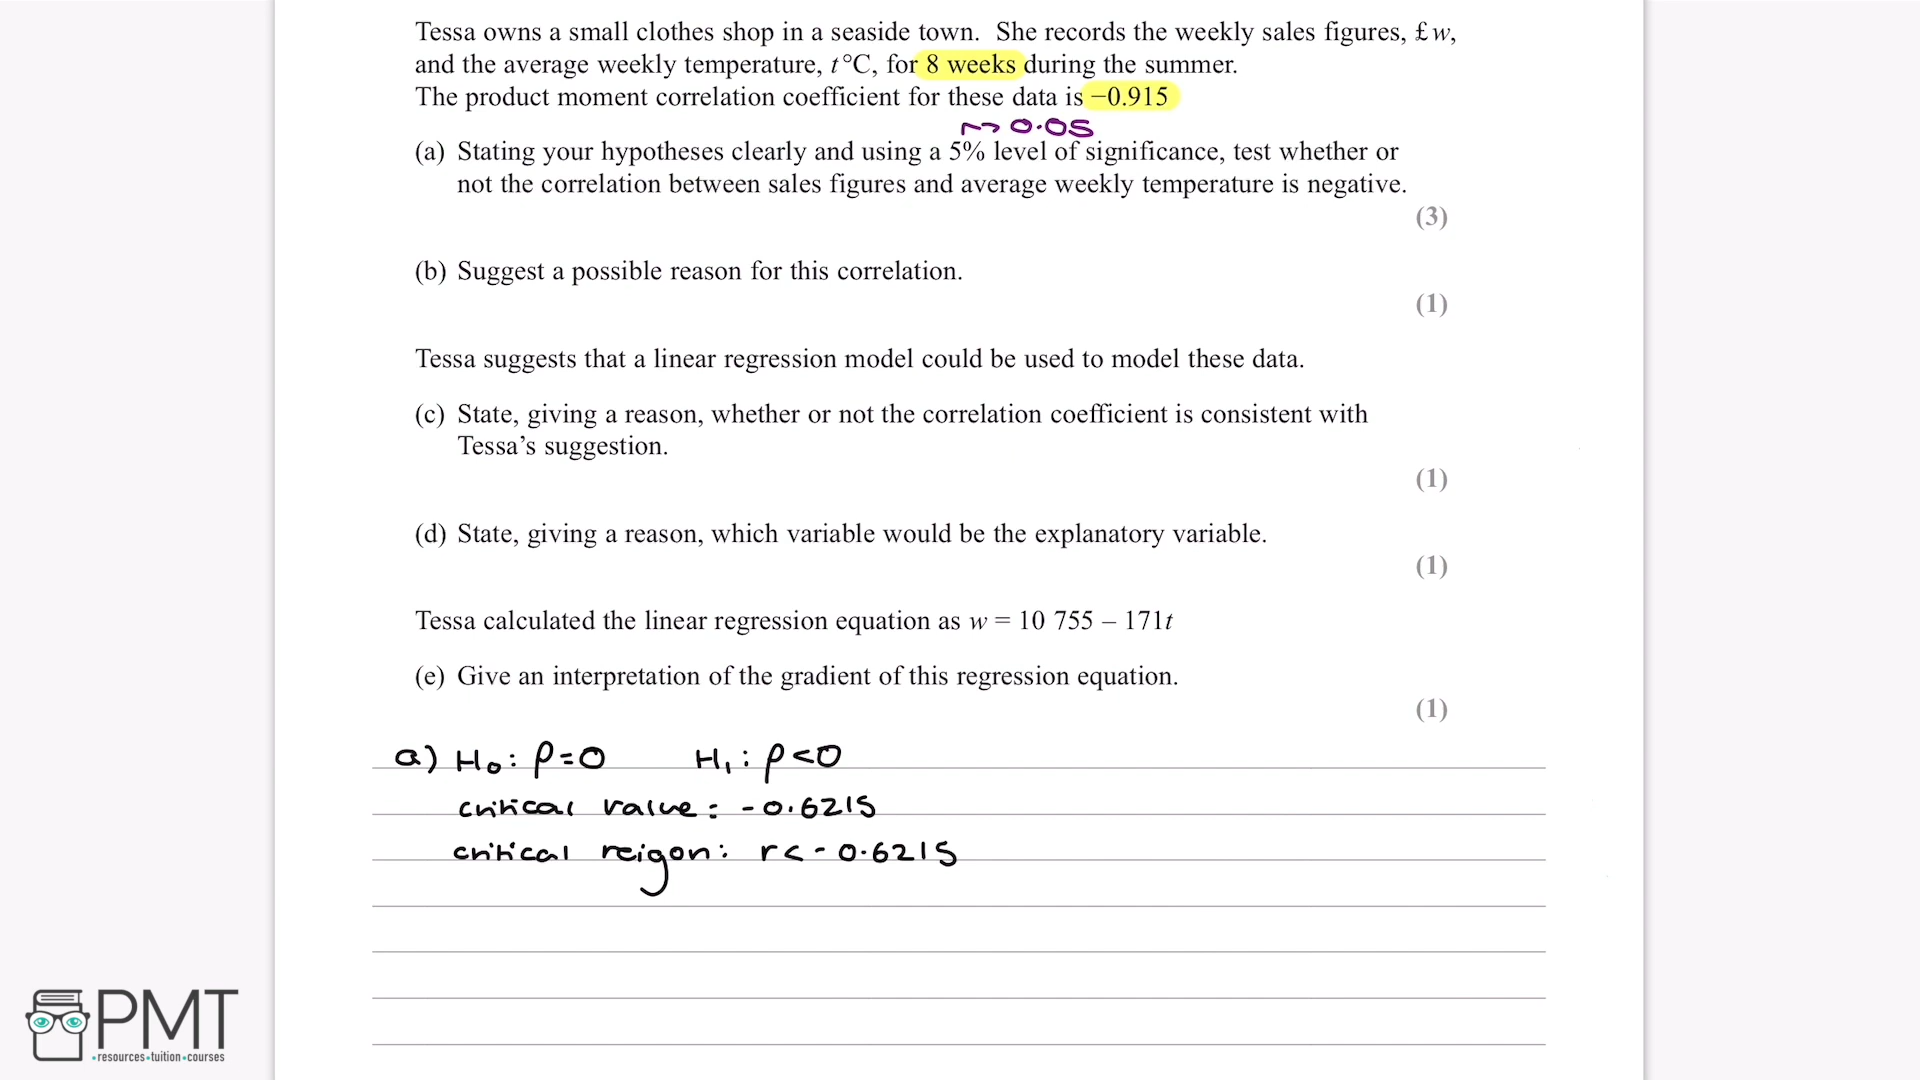 Tessa owns a small clothes shop in a seaside town. She records the weekly sales figures, £w,
and the average weekly temperature, t°C, for 8 weeks during the summer.
The product moment correlation coefficient for these data is −0.915
→ 0.05
(a) Stating your hypotheses clearly and using a 5% level of significance, test whether or
not the correlation between sales figures and average weekly temperature is negative.
(3)
(b) Suggest a possible reason for this correlation.
(1)
Tessa suggests that a linear regression model could be used to model these data.
(c) State, giving a reason, whether or not the correlation coefficient is consistent with
Tessa’s suggestion.
(1)
(d) State, giving a reason, which variable would be the explanatory variable.
(1)
Tessa calculated the linear regression equation as w = 10 755 – 171t
(e) Give an interpretation of the gradient of this regression equation.
(1)
a) H₀: ρ=0 H₁: ρ<0
critical value: -0.6215
critical reigon: r<-0.6215
PMT
•resources•tuition•courses